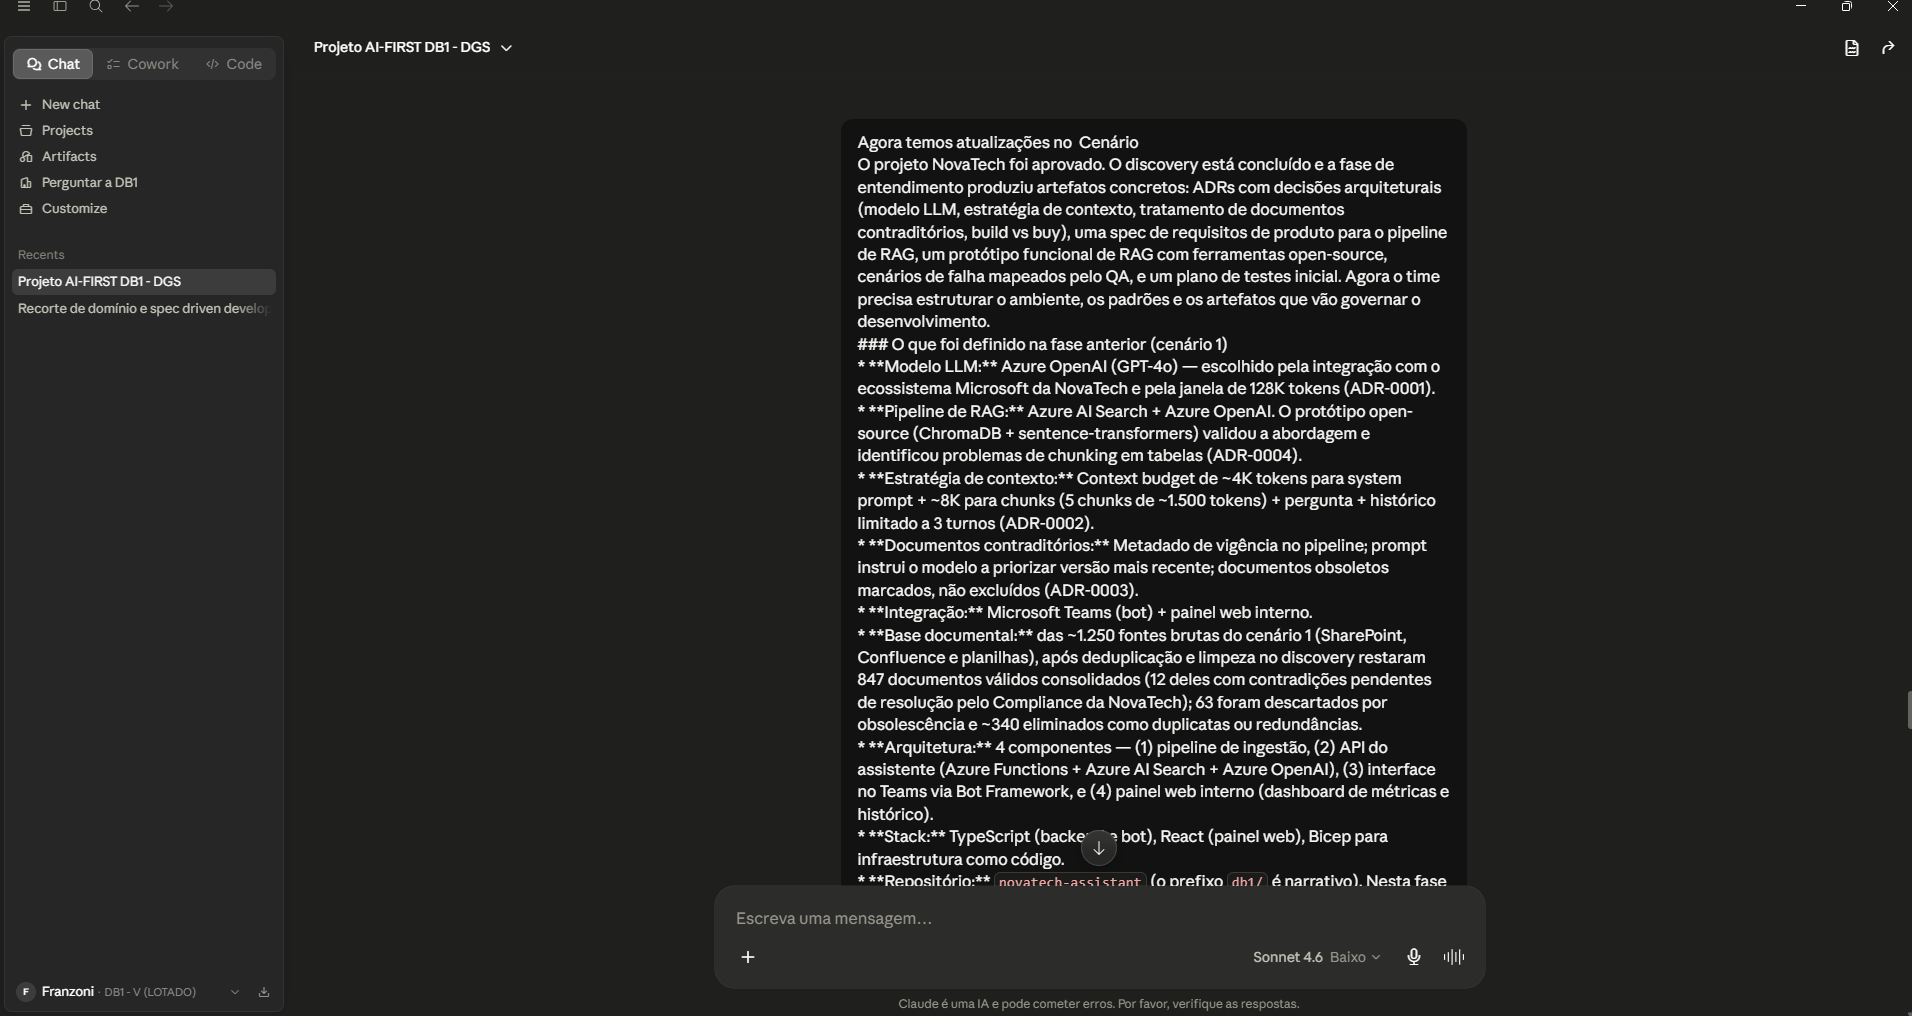 Chat
Cowork
Code
New chat
Projects
Artifacts
Perguntar a DB1
Customize
Recents
Projeto AI-FIRST DB1 - DGS
Recorte de domínio e spec driven develop
F Franzoni · DB1 - V (LOTADO)
Projeto AI-FIRST DB1 - DGS
Agora temos atualizações no  Cenário
O projeto NovaTech foi aprovado. O discovery está concluído e a fase de
entendimento produziu artefatos concretos: ADRs com decisões arquiteturais
(modelo LLM, estratégia de contexto, tratamento de documentos
contraditórios, build vs buy), uma spec de requisitos de produto para o pipeline
de RAG, um protótipo funcional de RAG com ferramentas open-source,
cenários de falha mapeados pelo QA, e um plano de testes inicial. Agora o time
precisa estruturar o ambiente, os padrões e os artefatos que vão governar o
desenvolvimento.
### O que foi definido na fase anterior (cenário 1)
* **Modelo LLM:** Azure OpenAI (GPT-4o) — escolhido pela integração com o
ecossistema Microsoft da NovaTech e pela janela de 128K tokens (ADR-0001).
* **Pipeline de RAG:** Azure AI Search + Azure OpenAI. O protótipo open-
source (ChromaDB + sentence-transformers) validou a abordagem e
identificou problemas de chunking em tabelas (ADR-0004).
* **Estratégia de contexto:** Context budget de ~4K tokens para system
prompt + ~8K para chunks (5 chunks de ~1.500 tokens) + pergunta + histórico
limitado a 3 turnos (ADR-0002).
* **Documentos contraditórios:** Metadado de vigência no pipeline; prompt
instrui o modelo a priorizar versão mais recente; documentos obsoletos
marcados, não excluídos (ADR-0003).
* **Integração:** Microsoft Teams (bot) + painel web interno.
* **Base documental:** das ~1.250 fontes brutas do cenário 1 (SharePoint,
Confluence e planilhas), após deduplicação e limpeza no discovery restaram
847 documentos válidos consolidados (12 deles com contradições pendentes
de resolução pelo Compliance da NovaTech); 63 foram descartados por
obsolescência e ~340 eliminados como duplicatas ou redundâncias.
* **Arquitetura:** 4 componentes — (1) pipeline de ingestão, (2) API do
assistente (Azure Functions + Azure AI Search + Azure OpenAI), (3) interface
no Teams via Bot Framework, e (4) painel web interno (dashboard de métricas e
histórico).
* **Stack:** TypeScript (backe e bot), React (painel web), Bicep para
infraestrutura como código.
* **Repositório:** novatech-assistant (o prefixo db1/ é narrativo). Nesta fase
Escreva uma mensagem...
Sonnet 4.6 Baixo
Claude é uma IA e pode cometer erros. Por favor, verifique as respostas.